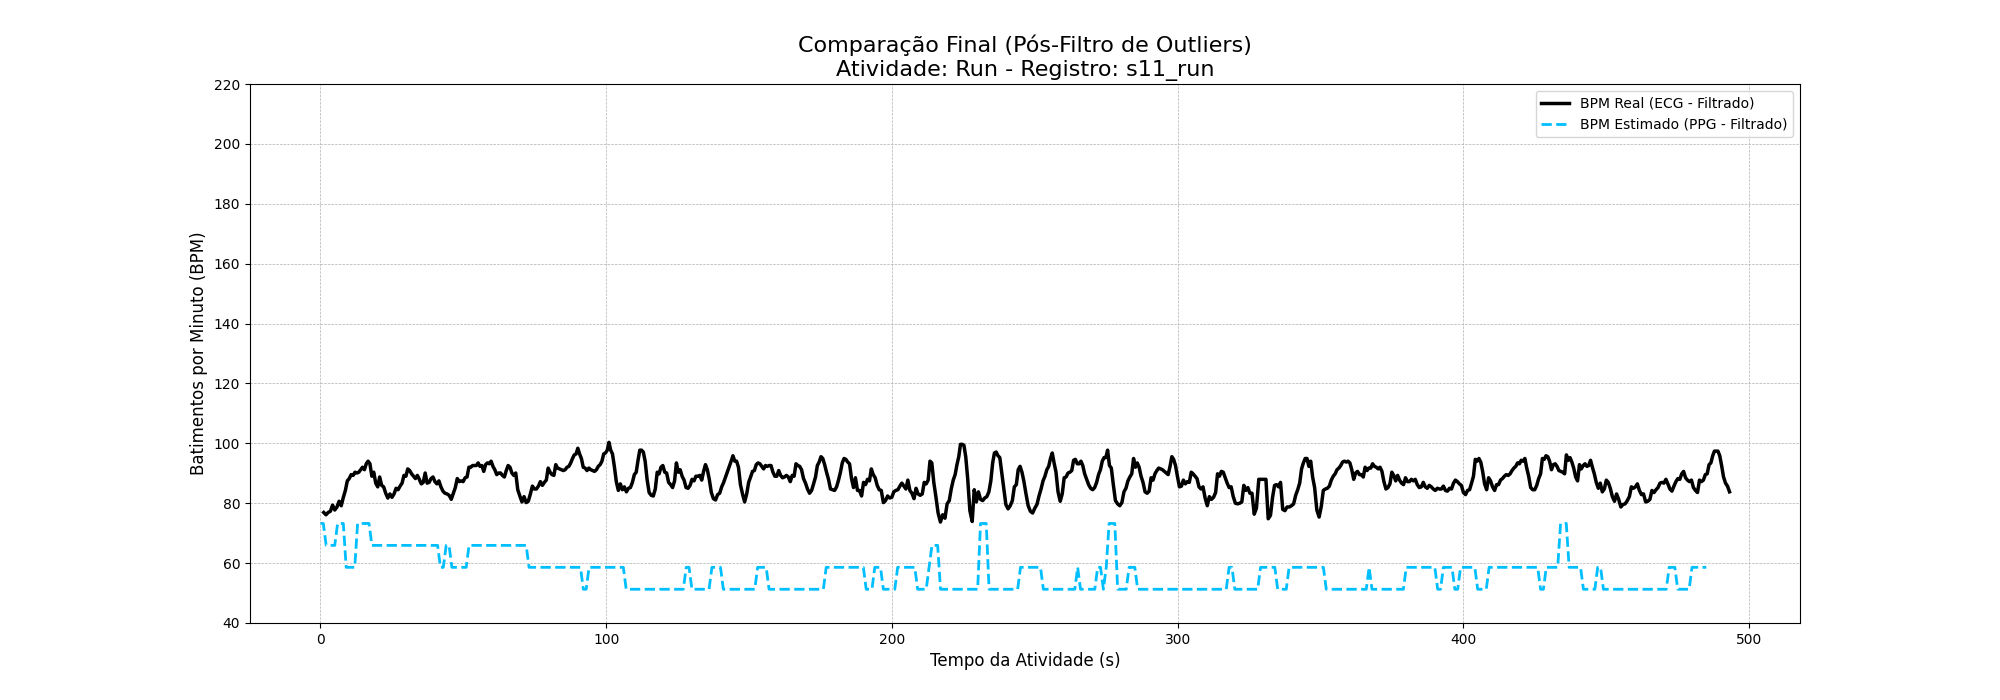 Comparação Final (Pós-Filtro de Outliers)
Atividade: Run - Registro: s11_run
BPM Real (ECG - Filtrado)
BPM Estimado (PPG - Filtrado)
Batimentos por Minuto (BPM)
220
200
180
160
140
120
100
80
60
40
0
100
200
300
400
500
Tempo da Atividade (s)